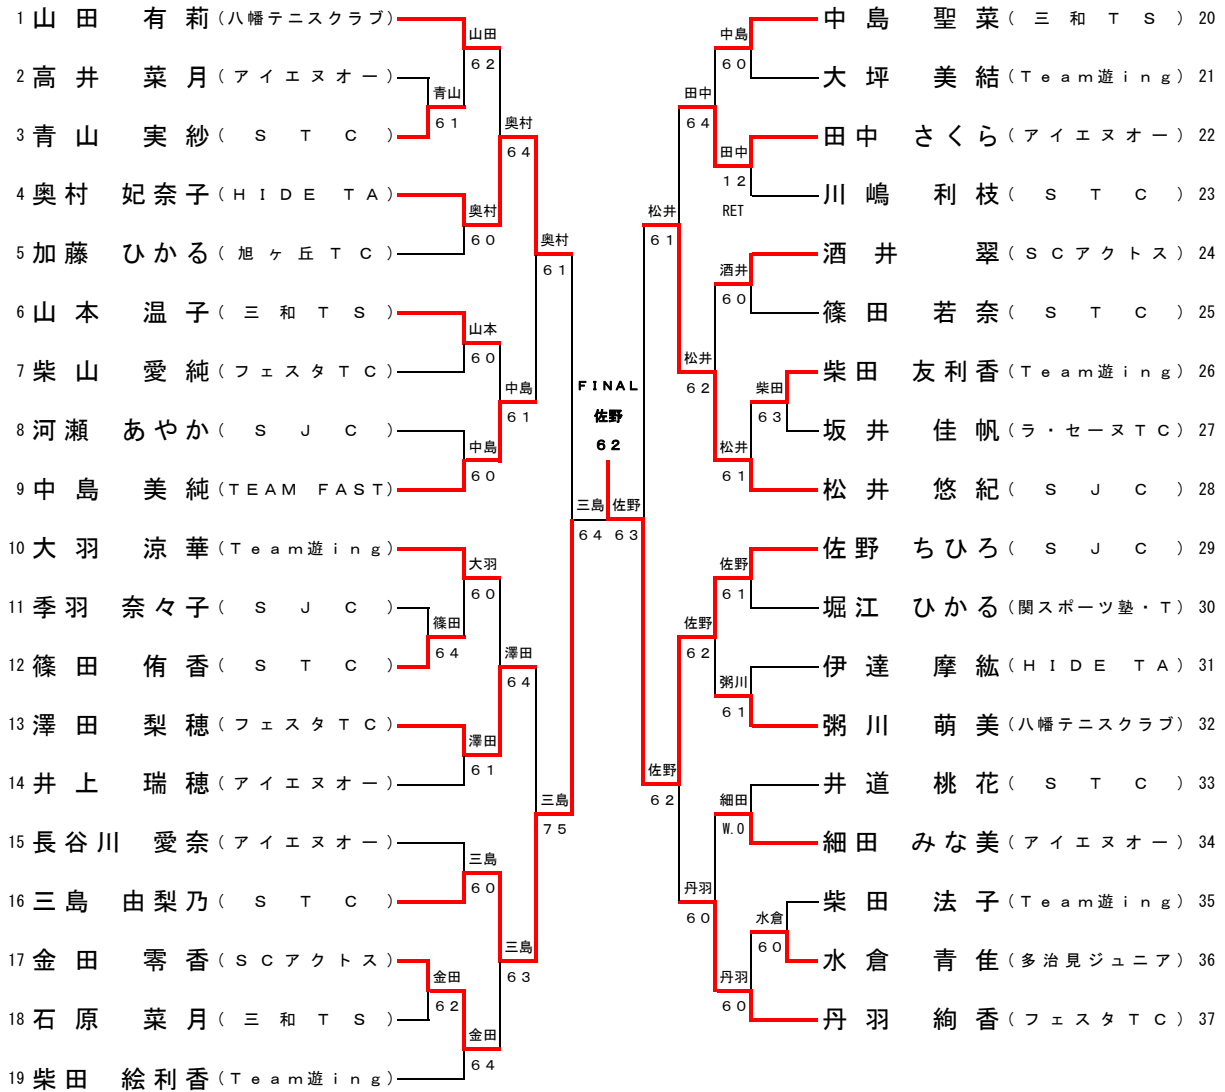 1 山田 有莉 (八幡テニスクラブ)
2 高井 菜月 (アイエヌオー)
3 青山 実紗 (STC)
4 奥村 妃奈子 (HIDE TA)
5 加藤 ひかる (旭ヶ丘TC)
6 山本 温子 (三和TS)
7 柴山 愛純 (フェスタTC)
8 河瀬 あやか (SJC)
9 中島 美純 (TEAM FAST)
10 大羽 涼華 (Team遊ing)
11 季羽 奈々子 (SJC)
12 篠田 侑香 (STC)
13 澤田 梨穂 (フェスタTC)
14 井上 瑞穂 (アイエヌオー)
15 長谷川 愛奈 (アイエヌオー)
16 三島 由梨乃 (STC)
17 金田 零香 (SCアクトス)
18 石原 菜月 (三和TS)
19 柴田 絵利香 (Team遊ing)
山田
62
青山
61
奥村
64
奥村
60
奥村
61
山本
60
中島
61
中島
60
大羽
60
篠田
64
澤田
64
澤田
61
三島
75
三島
60
三島
63
金田
62
金田
64
FINAL
佐野
62
三島
64
佐野
63
中島
60
田中
64
田中
12
RET
松井
61
酒井
60
松井
62
柴田
63
松井
61
佐野
61
佐野
62
粥川
61
佐野
62
細田
W.O
丹羽
60
水倉
60
丹羽
60
中島 聖菜 (三和TS) 20
大坪 美結 (Team遊ing) 21
田中 さくら (アイエヌオー) 22
川嶋 利枝 (STC) 23
酒井 翠 (SCアクトス) 24
篠田 若奈 (STC) 25
柴田 友利香 (Team遊ing) 26
坂井 佳帆 (ラ・セーヌTC) 27
松井 悠紀 (SJC) 28
佐野 ちひろ (SJC) 29
堀江 ひかる (関スポーツ塾・T) 30
伊達 摩紘 (HIDE TA) 31
粥川 萌美 (八幡テニスクラブ) 32
井道 桃花 (STC) 33
細田 みな美 (アイエヌオー) 34
柴田 法子 (Team遊ing) 35
水倉 青隹 (多治見ジュニア) 36
丹羽 絢香 (フェスタTC) 37